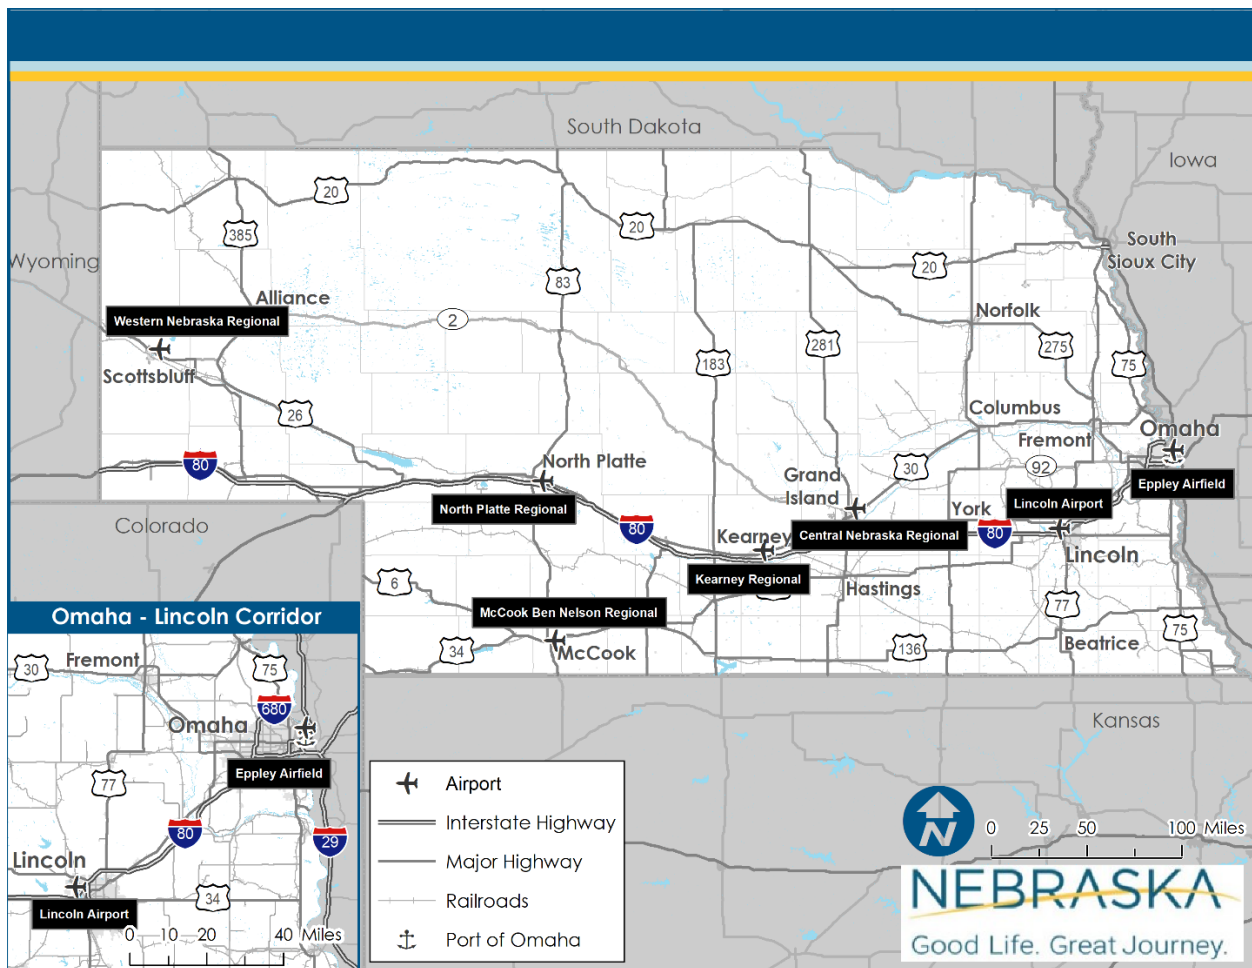 South Dakota
Iowa
20
385
20
South
Sioux City
20
Wyoming
83
Alliance
Norfolk
Western Nebraska Regional
2
281
275
183
75
Scottsbluff
26
Columbus
Omaha
Fremont
80
North Platte
30
92
Grand
Island
Eppley Airfield
North Platte Regional
York
Lincoln Airport
Colorado
80
Kearney
Central Nebraska Regional
80
Lincoln
Kearney Regional
6
Hastings
McCook Ben Nelson Regional
77
75
34
McCook
136
Beatrice
Omaha - Lincoln Corridor
30
Fremont
75
680
Omaha
Eppley Airfield
77
80
29
Lincoln
34
Lincoln Airport
0 10 20 40 Miles
Kansas
Airport
Interstate Highway
Major Highway
Railroads
Port of Omaha
N
0 25 50 100 Miles
NEBRASKA
Good Life. Great Journey.